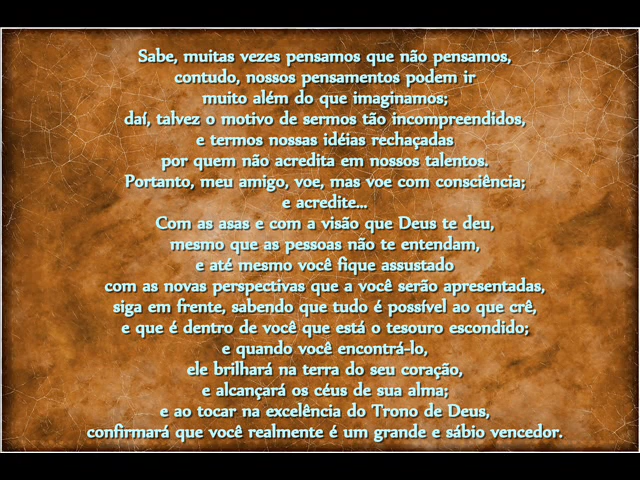 Sabe, muitas vezes pensamos que não pensamos,
contudo, nossos pensamentos podem ir
muito além do que imaginamos;
daí, talvez o motivo de sermos tão incompreendidos,
e termos nossas idéias rechaçadas
por quem não acredita em nossos talentos.
Portanto, meu amigo, voe, mas voe com consciência;
e acredite...
Com as asas e com a visão que Deus te deu,
mesmo que as pessoas não te entendam,
e até mesmo você fique assustado
com as novas perspectivas que a você serão apresentadas,
siga em frente, sabendo que tudo é possível ao que crê,
e que é dentro de você que está o tesouro escondido;
e quando você encontrá-lo,
ele brilhará na terra do seu coração,
e alcançará os céus de sua alma;
e ao tocar na excelência do Trono de Deus,
confirmará que você realmente é um grande e sábio vencedor.